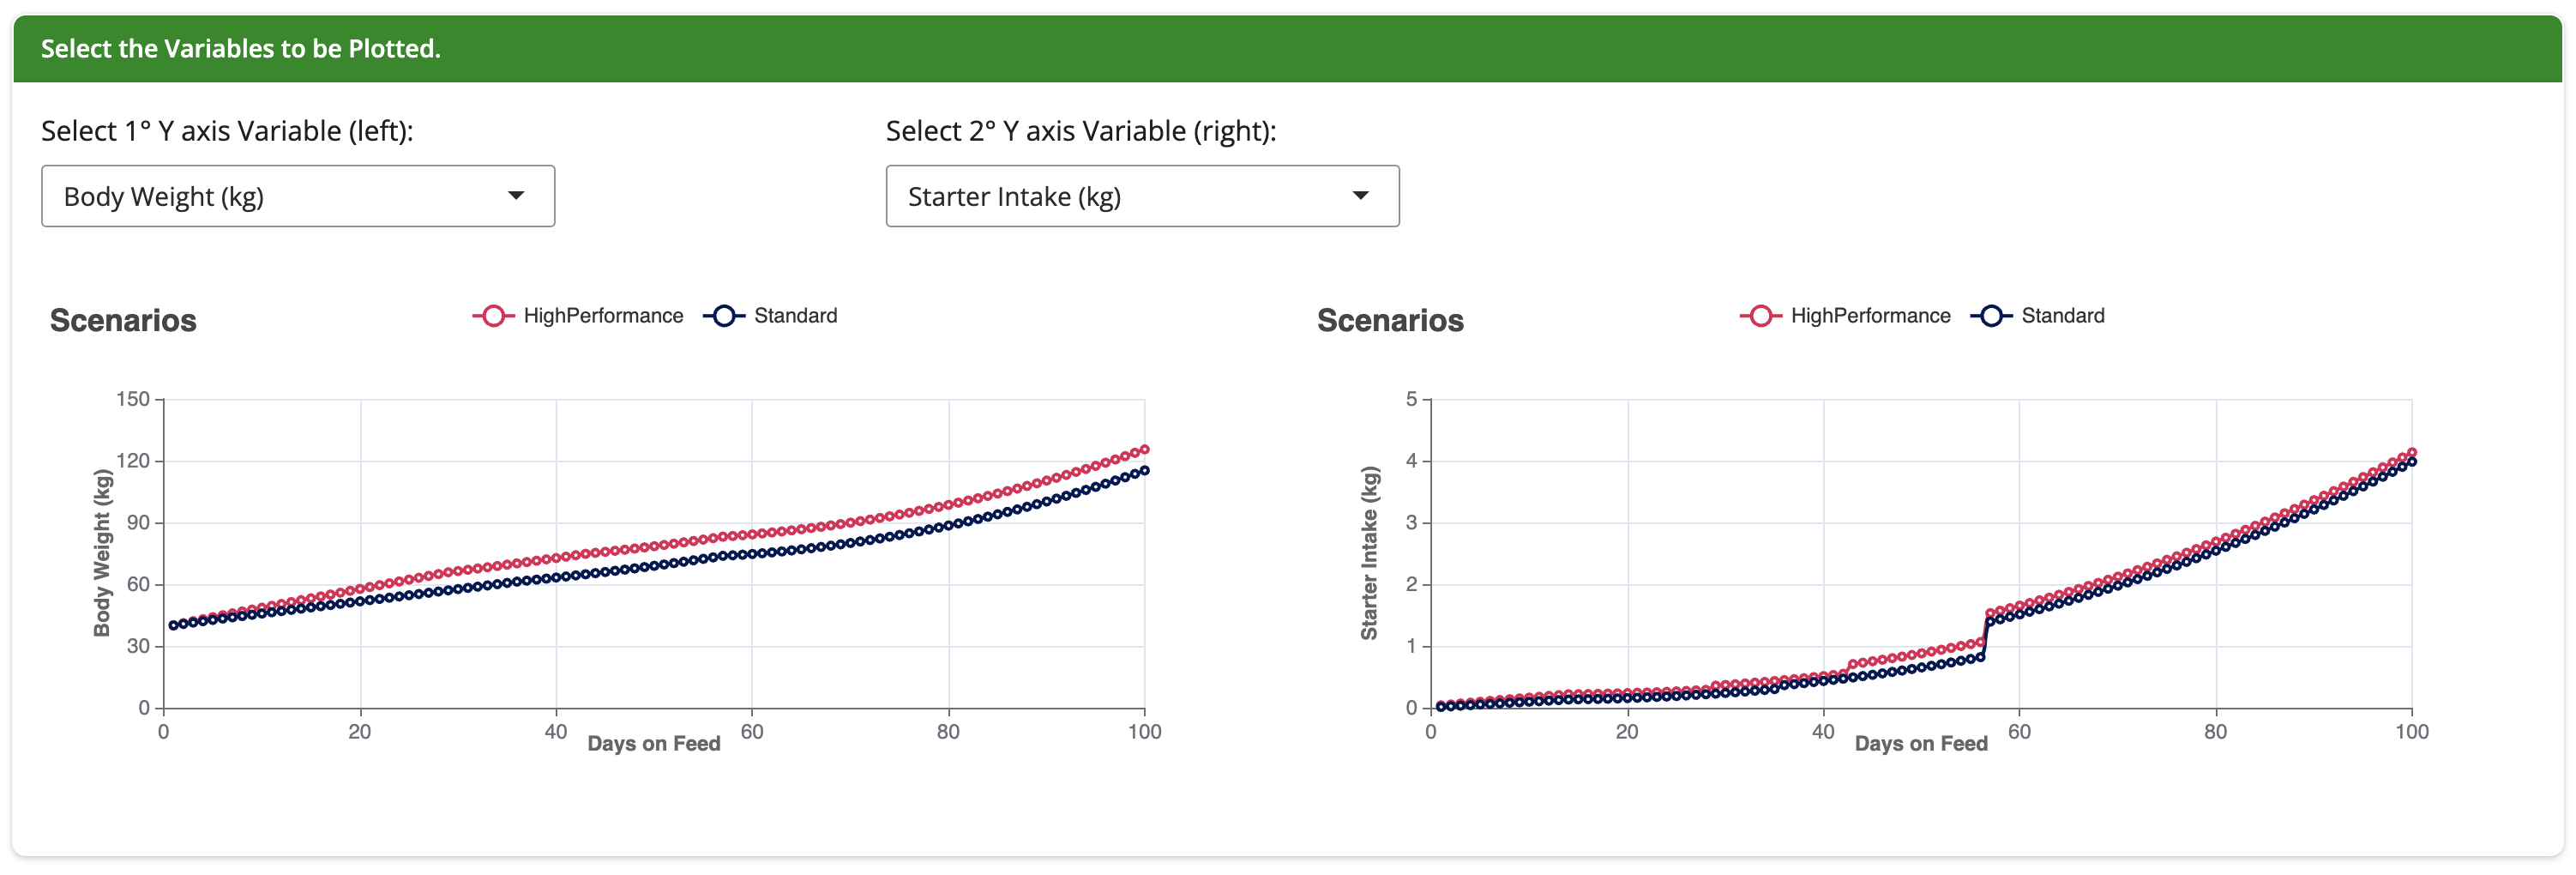 Select the Variables to be Plotted.
Select 1° Y axis Variable (left):
Select 2° Y axis Variable (right):
Body Weight (kg)
Starter Intake (kg)
Scenarios
HighPerformance
Standard
150
120
90
60
30
0
Body Weight (kg)
0
20
40
60
80
100
Days on Feed
Scenarios
HighPerformance
Standard
5
4
3
2
1
0
Starter Intake (kg)
0
20
40
60
80
100
Days on Feed